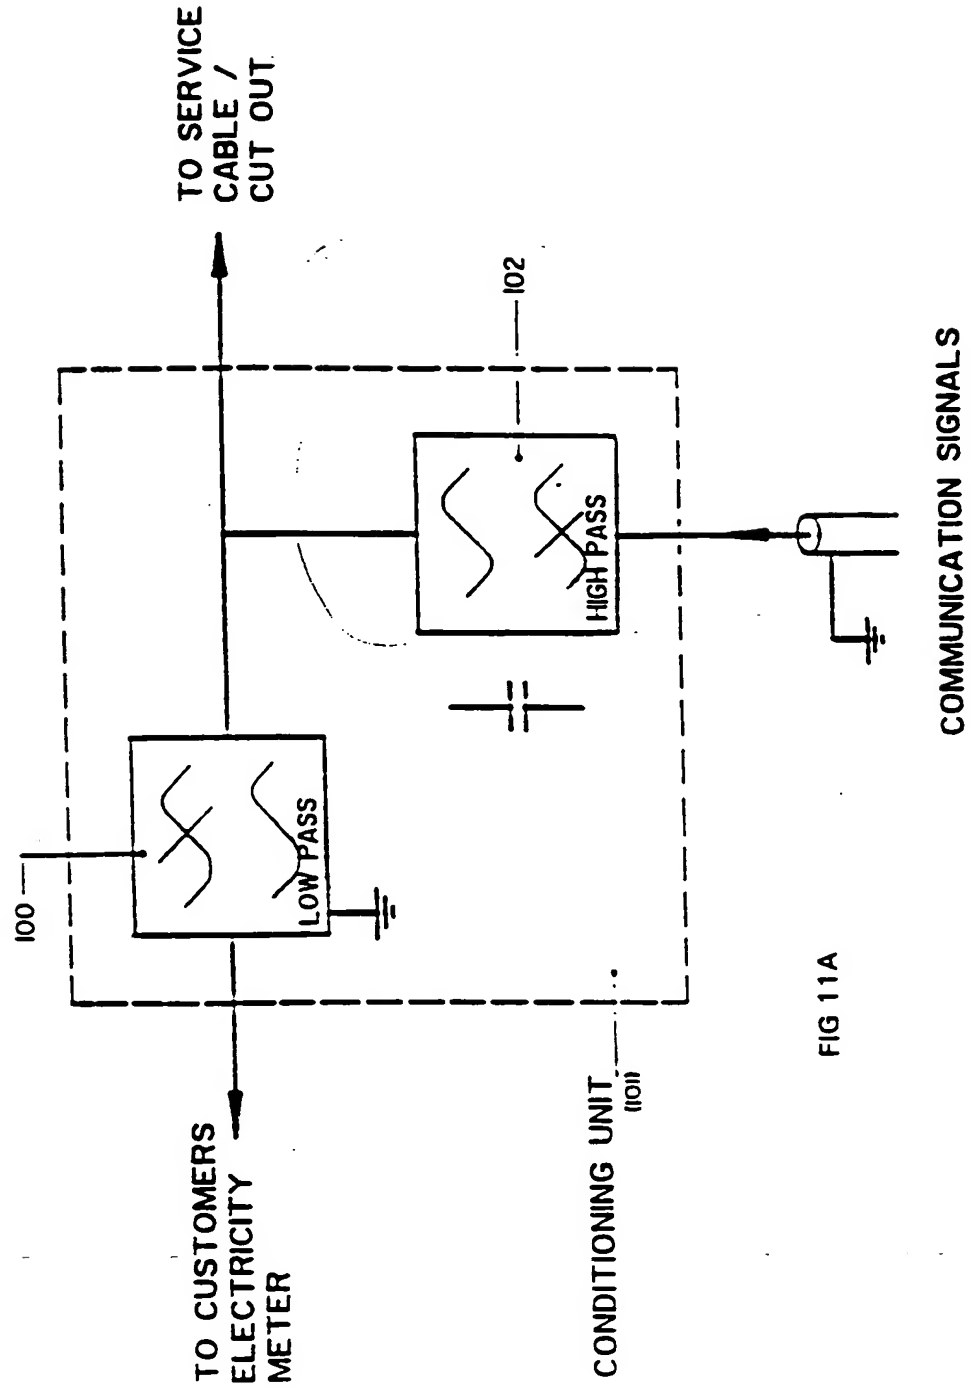 TO SERVICE
CABLE /
CUT OUT
102
HIGH PASS
100
LOW PASS
COMMUNICATION SIGNALS
TO CUSTOMERS
ELECTRICITY
METER
CONDITIONING UNIT
(101)
FIG 11A